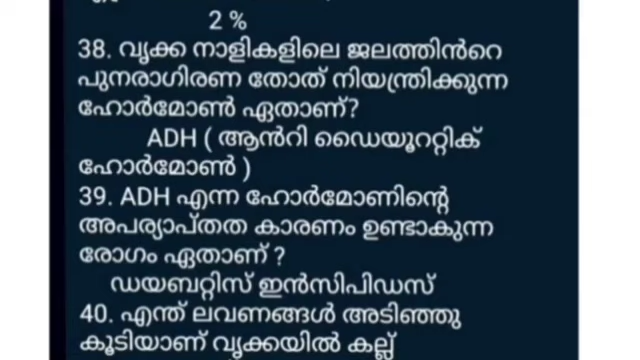 2 %
38. വൃക്ക നാളികളിലെ ജലത്തിൻറെ
പുനരാഗിരണ തോത് നിയന്ത്രിക്കുന്ന
ഹോർമോൺ ഏതാണ്?
ADH ( ആൻറി ഡൈയൂററ്റിക്
ഹോർമോൺ )
39. ADH എന്ന ഹോർമോണിന്റെ
അപര്യാപ്തത കാരണം ഉണ്ടാകുന്ന
രോഗം ഏതാണ് ?
ഡയബറ്റിസ് ഇൻസിപിഡസ്
40. എന്ത് ലവണങ്ങൾ അടിഞ്ഞു
കൂടിയാണ് വൃക്കയിൽ കല്ല്